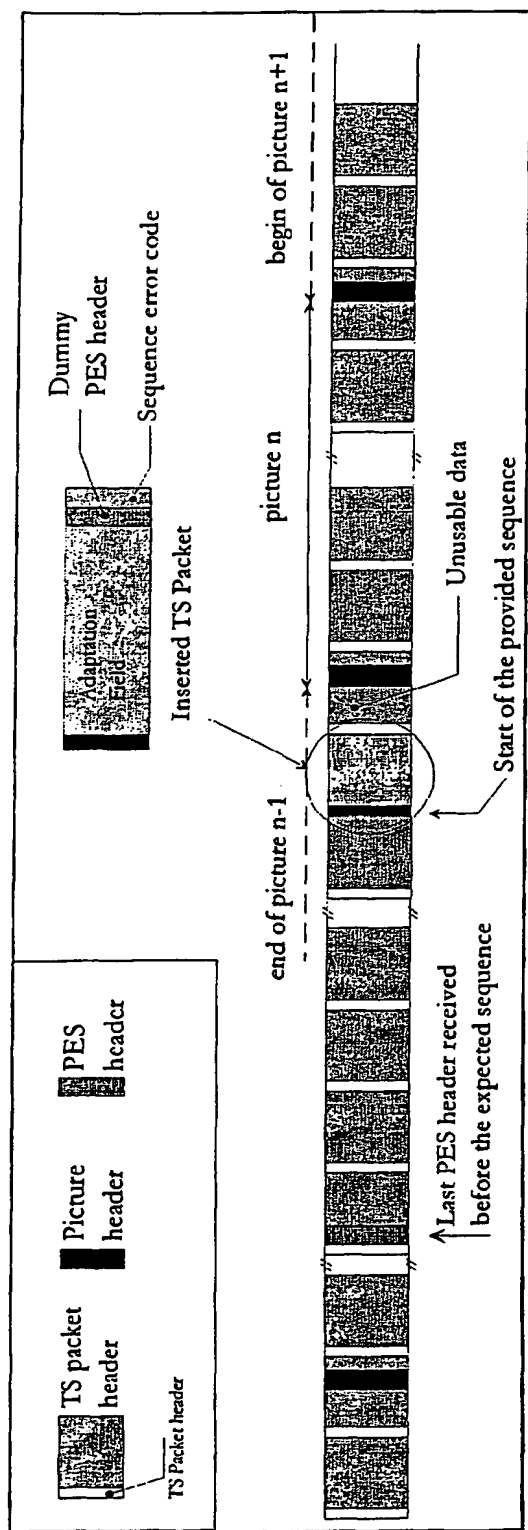 TS packet
header
TS Packet header
Picture
header
PES
header
Adaptation
Field
Dummy
PES header
Sequence error code
Inserted TS Packet
end of picture n-1
picture n
begin of picture n+1
Last PES header received
before the expected sequence
Start of the provided sequence
Unusable data